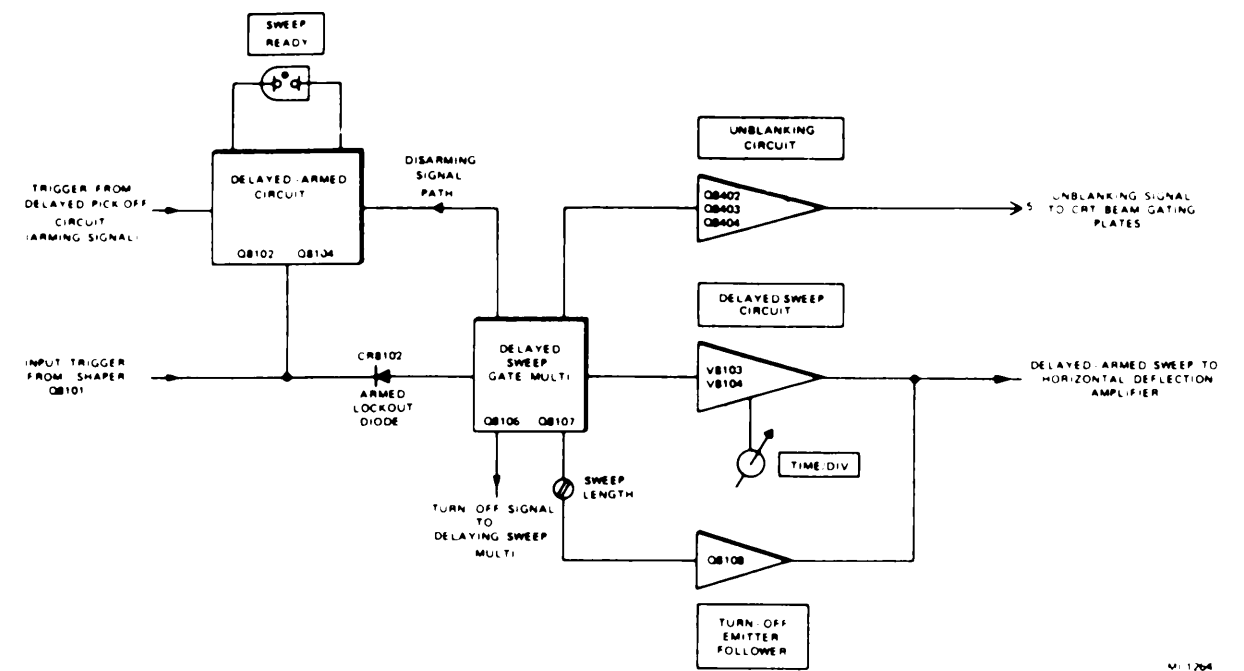 SWEEP
READY
UNBLANKING
CIRCUIT
DISARMING
SIGNAL
PATH
DELAYED-ARMED
CIRCUIT
Q8102 Q8104
TRIGGER FROM
DELAYED PICK-OFF
CIRCUIT
(ARMING SIGNAL)
Q8402
Q8403
Q8404
5
UNBLANKING SIGNAL
TO CRT BEAM GATING
PLATES
DELAYED SWEEP
CIRCUIT
INPUT TRIGGER
FROM SHAPER
Q8101
CR8102
ARMED
LOCKOUT
DIODE
DELAYED
SWEEP
GATE MULTI
Q8106 Q8107
V8103
V8104
DELAYED-ARMED SWEEP TO
HORIZONTAL DEFLECTION
AMPLIFIER
TIME/DIV
SWEEP
LENGTH
TURN OFF SIGNAL
TO
DELAYING SWEEP
MULTI
Q8108
TURN-OFF
EMITTER
FOLLOWER
MI 1264